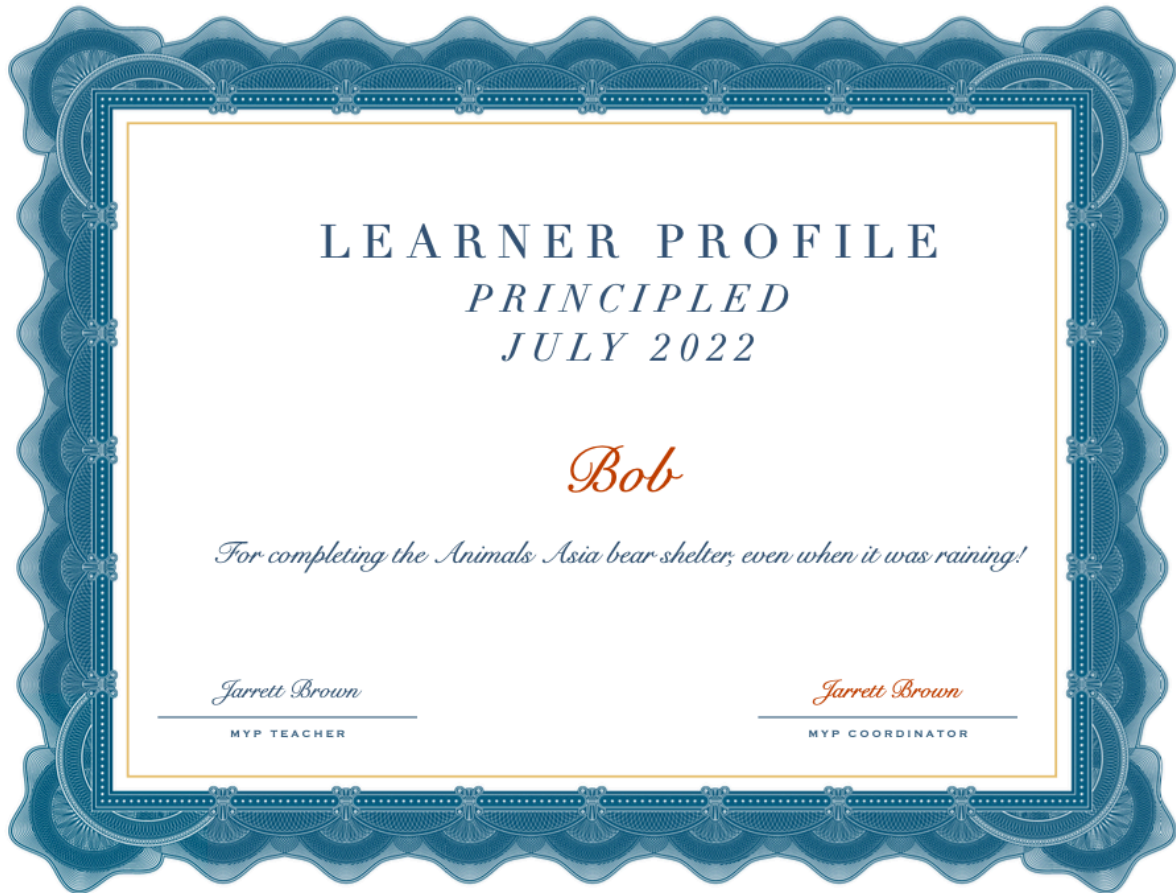 LEARNER PROFILE
PRINCIPLED
JULY 2022
Bob
For completing the Animals Asia bear shelter, even when it was raining!
Jarrett Brown
MYP TEACHER
Jarrett Brown
MYP COORDINATOR